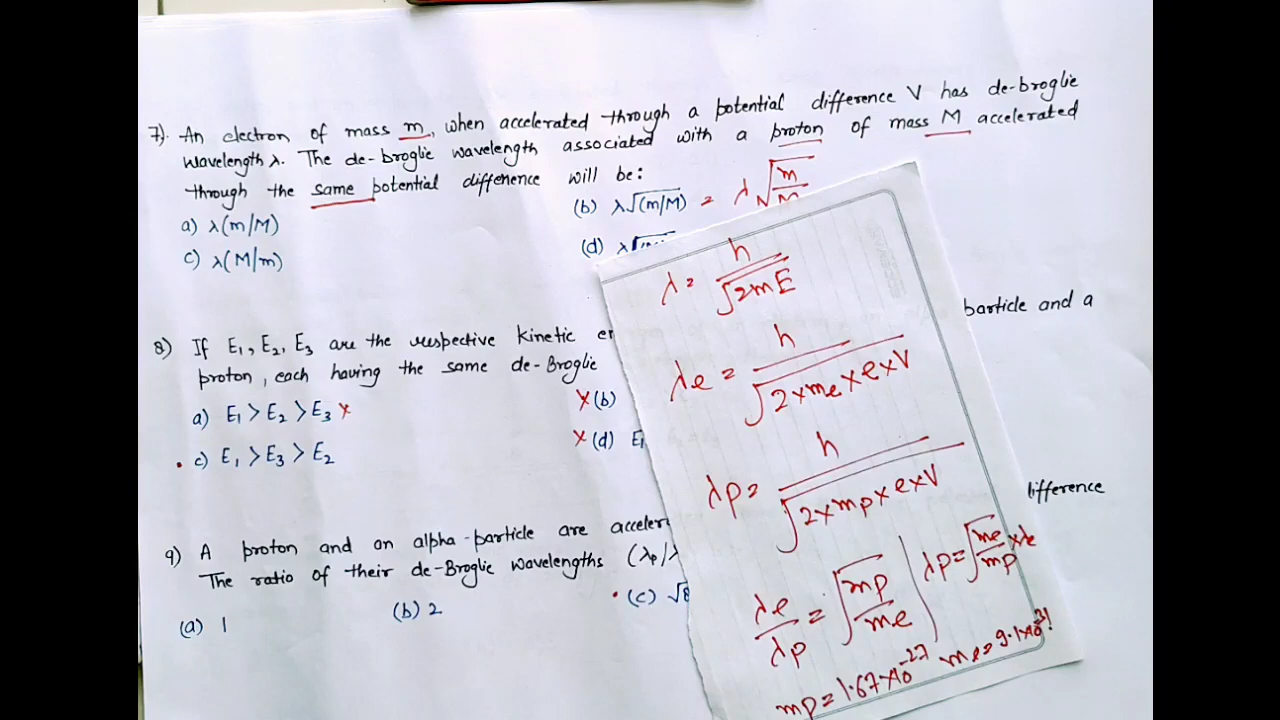 7). An electron of mass m, when accelerated through a potential difference V has de-broglie
wavelength λ. The de-broglie wavelength associated with a proton of mass M accelerated
through the same potential difference will be:
a) λ(m/M)
(b) λ√(m/M) = λ√m/M
c) λ(M/m)
(d) λ√
8) If E₁, E₂, E₃ are the respective kinetic
particle and a
proton, each having the same de-Broglie
a) E₁ > E₂ > E₃ ×
×(b)
c) E₁ > E₃ > E₂
×(d) E
9) A proton and an alpha-particle are acceler
difference
The ratio of their de-Broglie wavelengths (λp/λ
(a) 1
(b) 2
(c) √8
λ = h/√2mE
λe = h/√2×me×e×V
λp = h/√2×mp×e×V
λe/λp = √mp/me
λp = √me/mp × λe
mp = 1.67×10⁻²⁷ me = 9.1×10⁻³¹